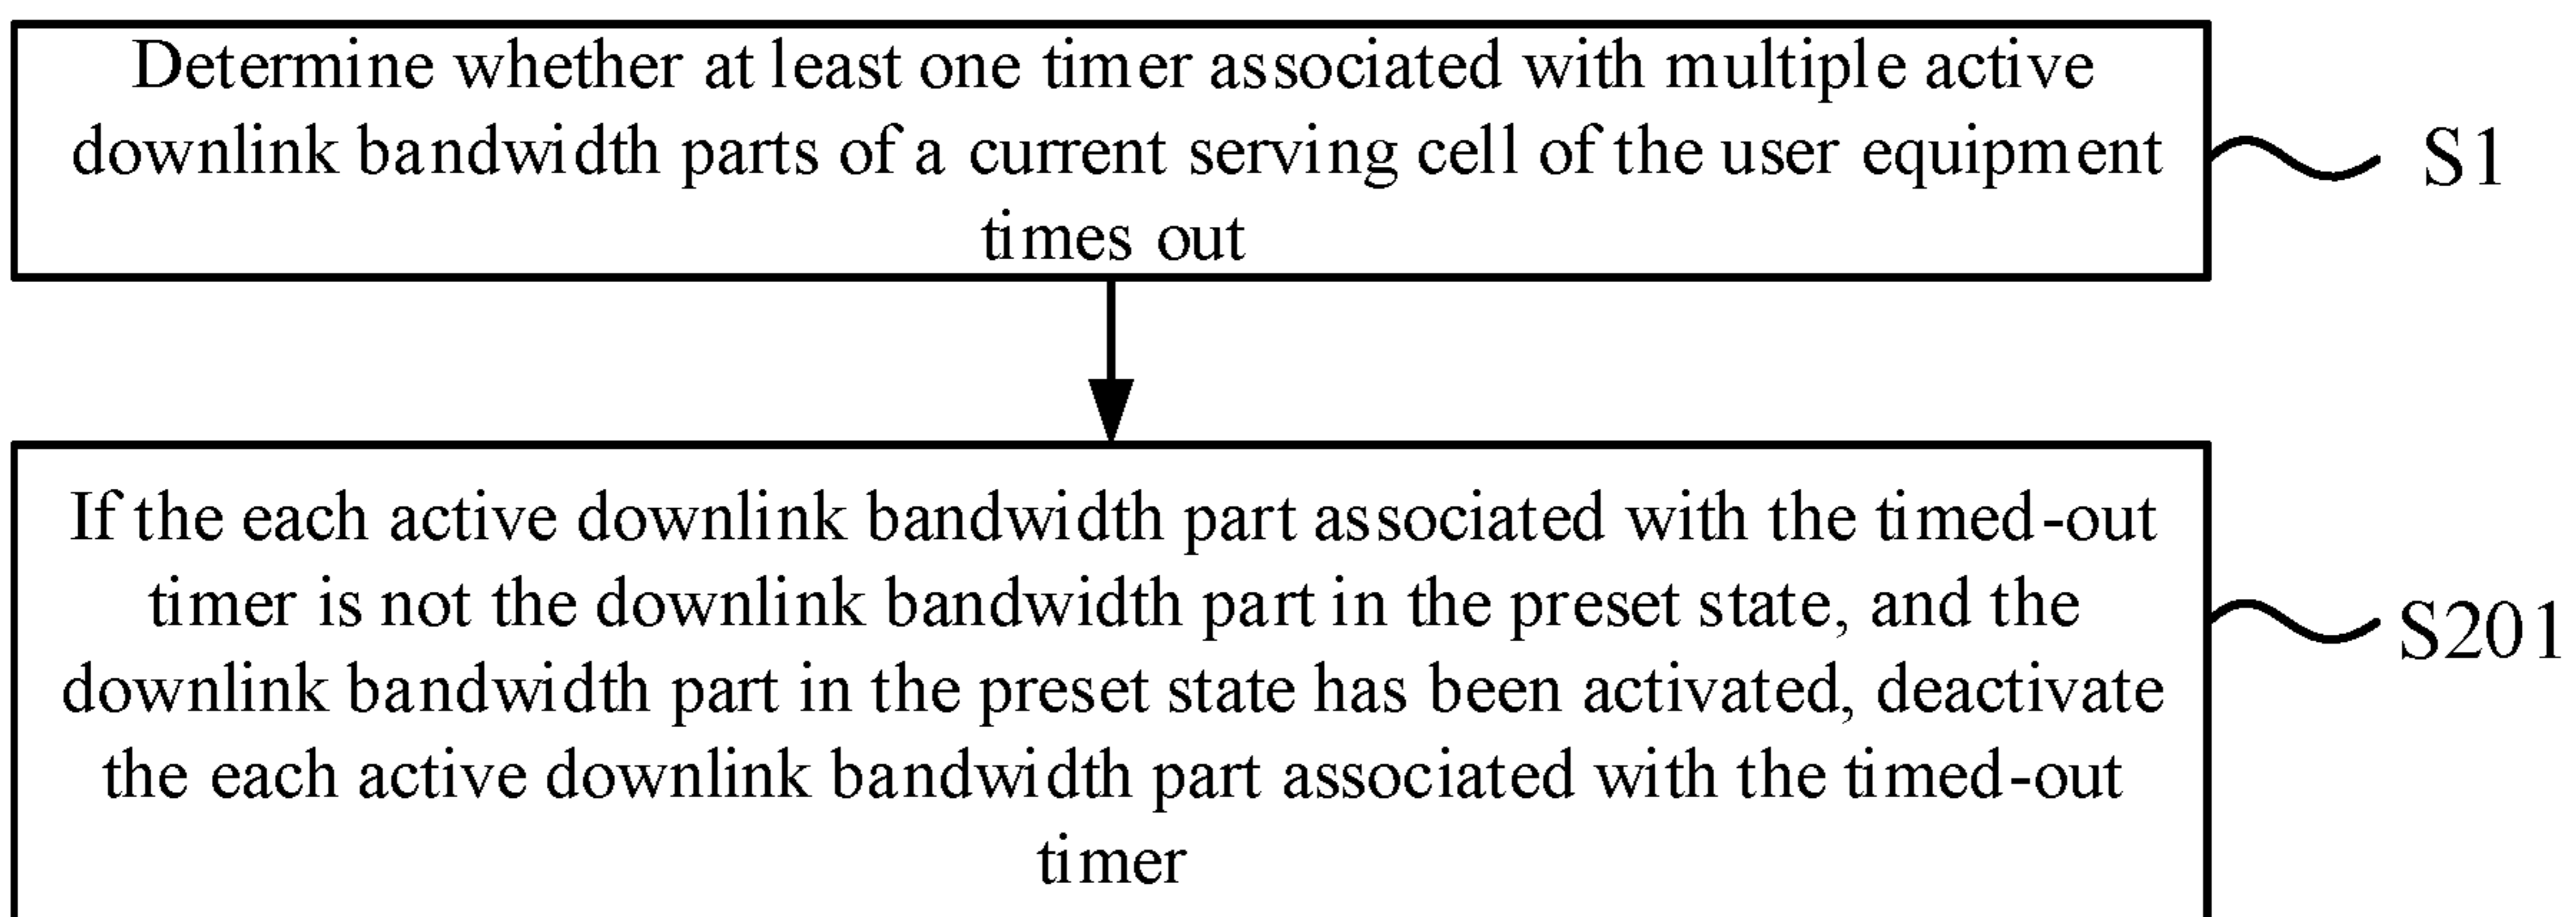 Determine whether at least one timer associated with multiple active
downlink bandwidth parts of a current serving cell of the user equipment
times out
S1
If the each active downlink bandwidth part associated with the timed-out
timer is not the downlink bandwidth part in the preset state, and the
downlink bandwidth part in the preset state has been activated, deactivate
the each active downlink bandwidth part associated with the timed-out
timer
S201